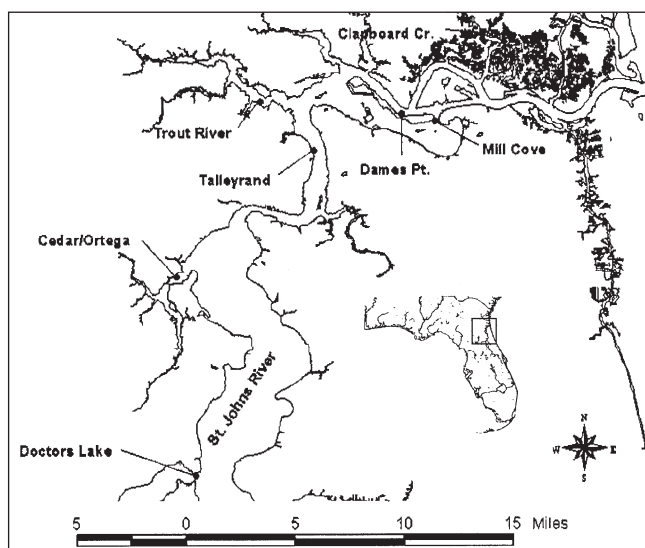 Clapboard Cr.
Trout River
Mill Cove
Dames Pt.
Talleyrand
Cedar/Ortega
St. Johns River
Doctors Lake
N
W E
S
5 0 5 10 15 Miles